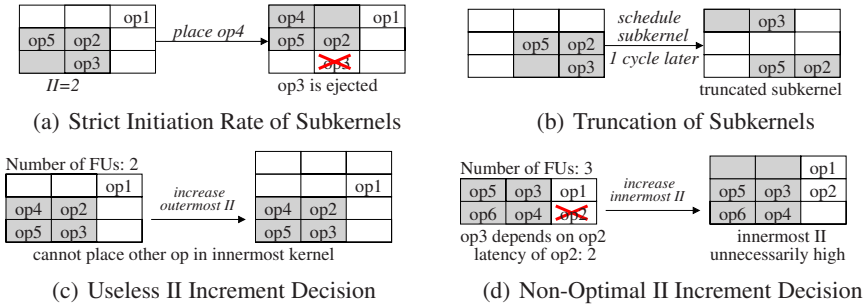 op1
op5 op2
op3
II=2
place op4
op4 op1
op5 op2
op3
op3 is ejected
(a) Strict Initiation Rate of Subkernels
op5 op2
op3
schedule
subkernel
1 cycle later
op3
op5 op2
truncated subkernel
(b) Truncation of Subkernels
Number of FUs: 2
op1
op4 op2
op5 op3
increase
outermost II
op1
op4 op2
op5 op3
cannot place other op in innermost kernel
(c) Useless II Increment Decision
Number of FUs: 3
op5 op3 op1
op6 op4 op2
op3 depends on op2
latency of op2: 2
increase
innermost II
op1
op5 op3 op2
op6 op4
innermost II
unnecessarily high
(d) Non-Optimal II Increment Decision